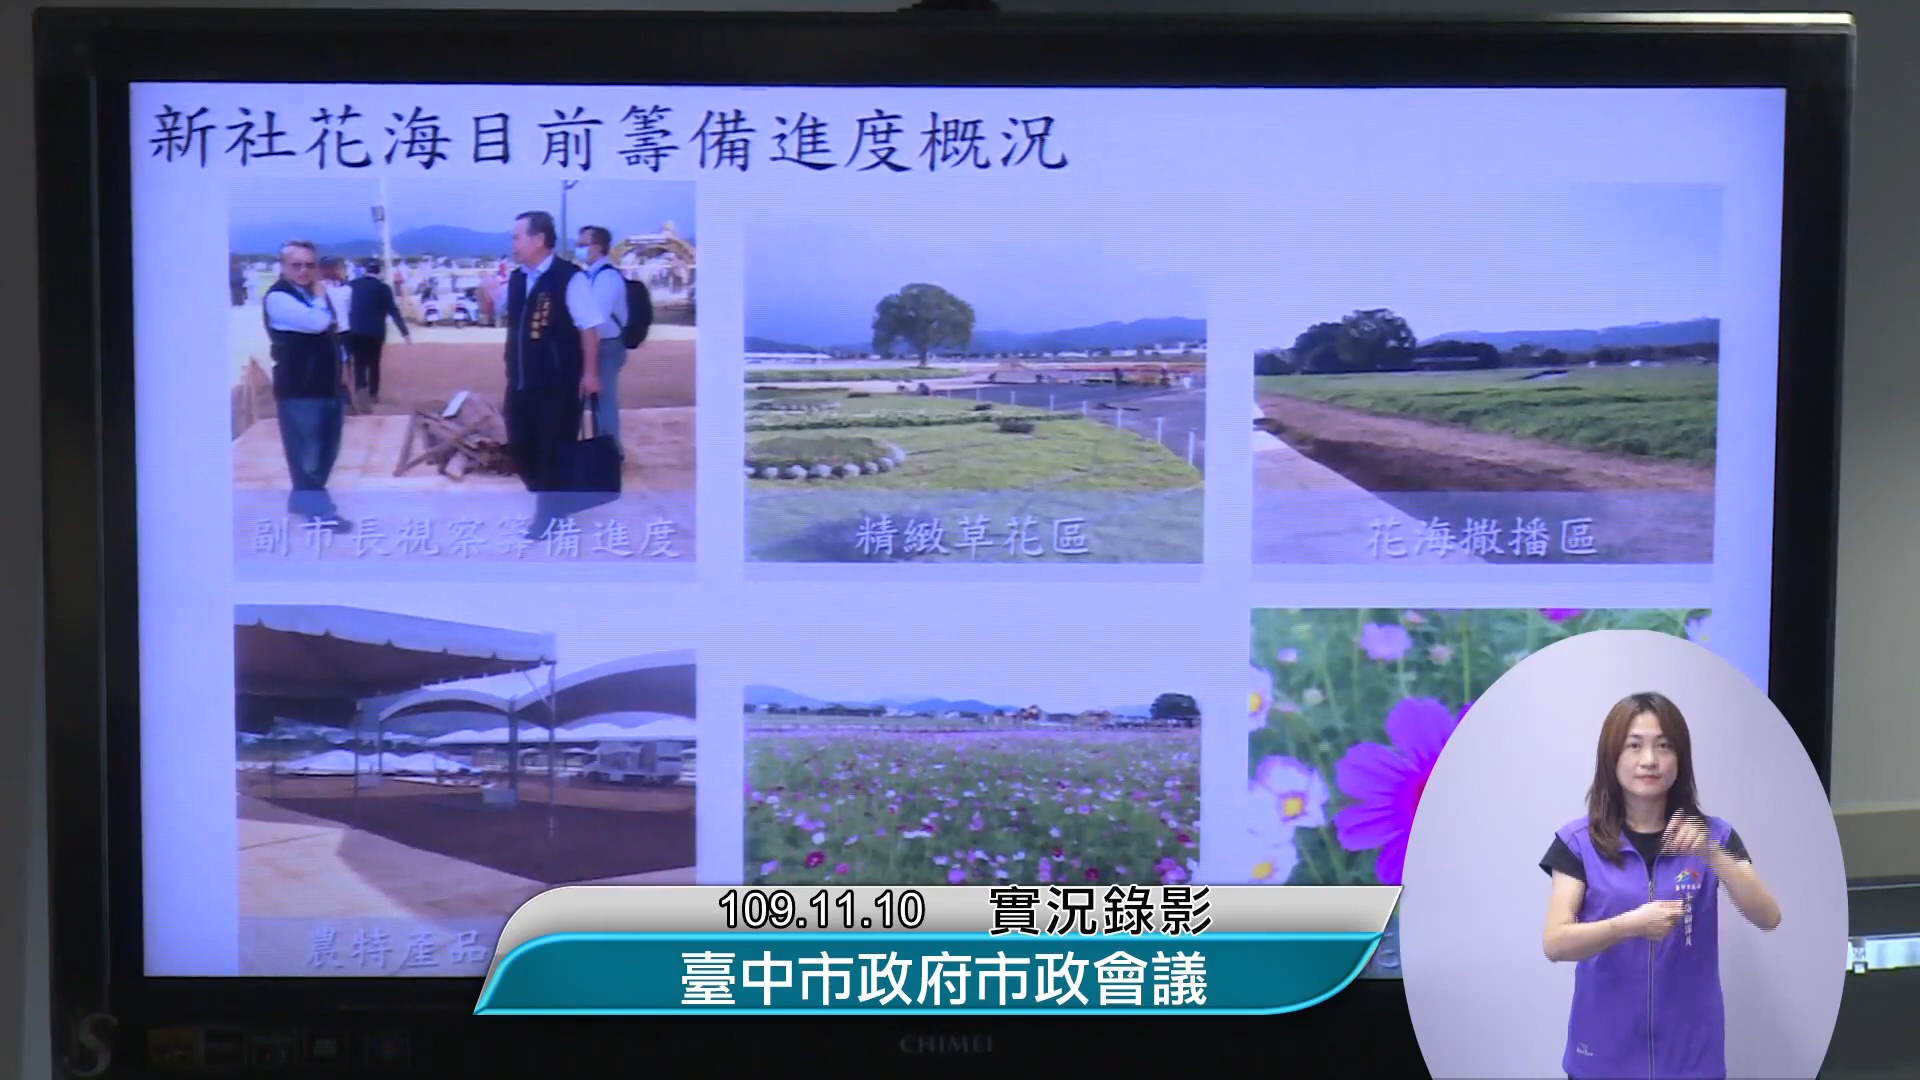 新社花海目前籌備進度概況
副市長視察籌備進度
精緻草花區
花海撒播區
農特產品
109.11.10 實況錄影
臺中市政府市政會議
CHIMEI